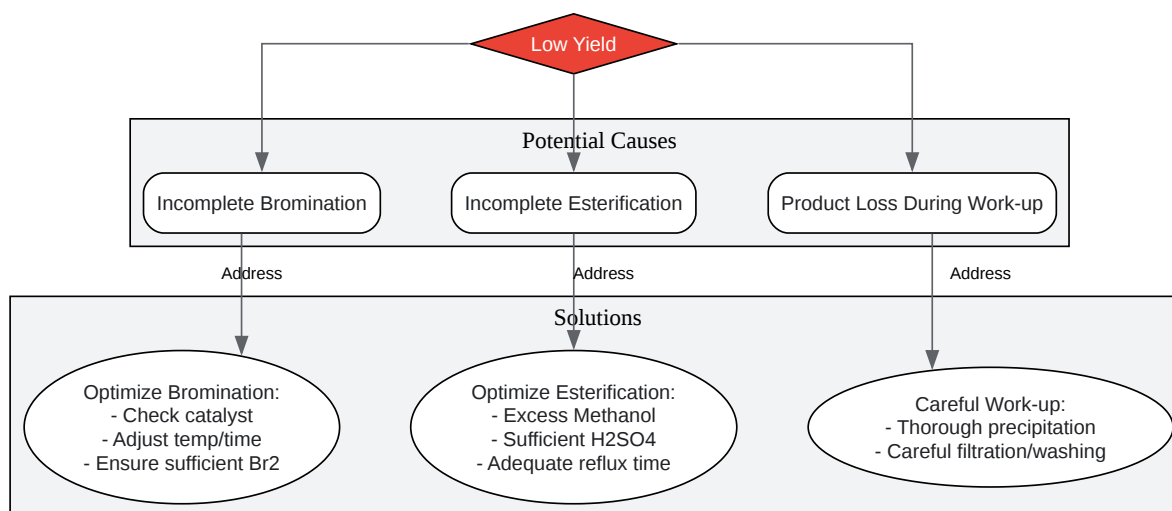 Low Yield
Potential Causes
Incomplete Bromination
Incomplete Esterification
Product Loss During Work-up
Address
Address
Address
Solutions
Optimize Bromination:
- Check catalyst
- Adjust temp/time
- Ensure sufficient Br2
Optimize Esterification:
- Excess Methanol
- Sufficient H2SO4
- Adequate reflux time
Careful Work-up:
- Thorough precipitation
- Careful filtration/washing